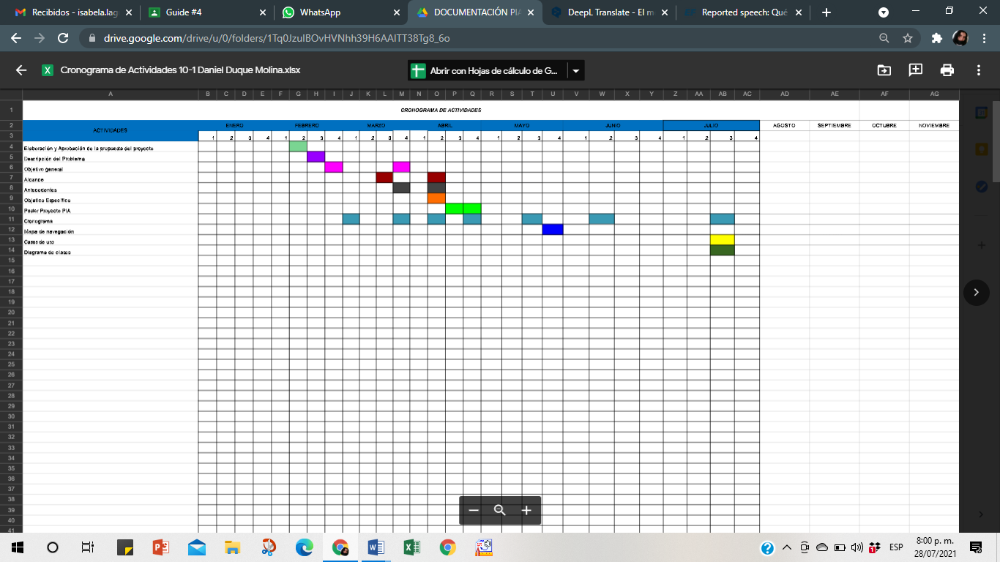 Recibidos - isabela.lag
Guide #4
WhatsApp
DOCUMENTACIÓN PIA
DeepL Translate - El m
Reported speech: Qué
drive.google.com/drive/u/0/folders/1Tq0JzuIBOvHVNhh39H6AAITT38Tg8_6o
Cronograma de Actividades 10-1 Daniel Duque Molina.xlsx
Abrir con Hojas de cálculo de G...
A B C D E F G H I J K L M N O P Q R S T U V W X Y Z AA AB AC AD AE AF AG
1 CRONOGRAMA DE ACTIVIDADES
2 ACTIVIDADES ENERO FEBRERO MARZO ABRIL MAYO JUNIO JULIO AGOSTO SEPTIEMBRE OCTUBRE NOVIEMBRE
3 1 2 3 4 1 2 3 4 1 2 3 4 1 2 3 4 1 2 3 4 1 2 3 4 1 2 3 4
4 Elaboración y Aprobación de la propuesta del proyecto
5 Descripción del Problema
6 Objetivo general
7 Alcance
8 Antecedentes
9 Objetico Específico
10 Poster Proyecto PIA
11 Cronograma
12 Mapa de navegación
13 Casos de uso
14 Diagrama de clases
15
16
17
18
19
20
21
22
23
24
25
26
27
28
29
30
31
32
33
34
35
36
37
38
39
40
41
ESP
8:00 p. m.
28/07/2021